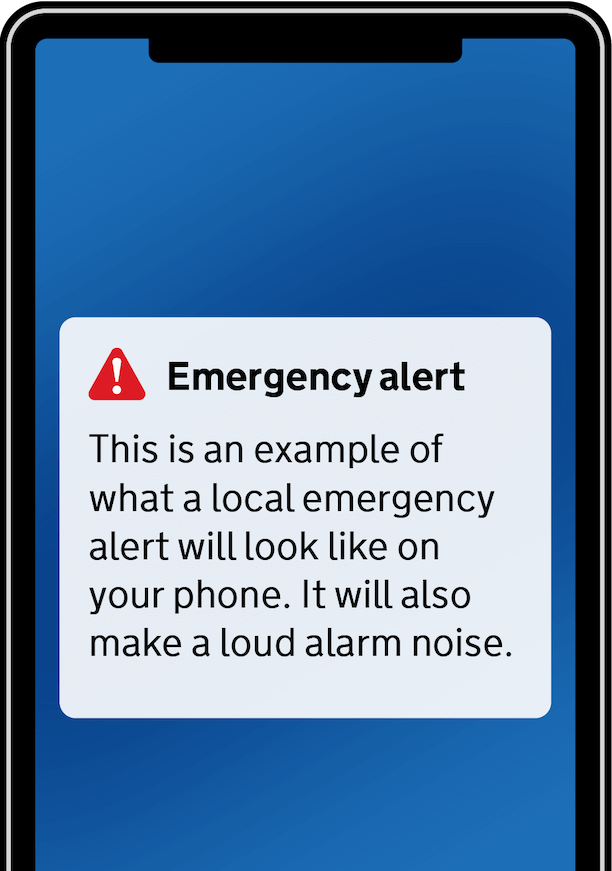 Emergency alert
This is an example of
what a local emergency
alert will look like on
your phone. It will also
make a loud alarm noise.